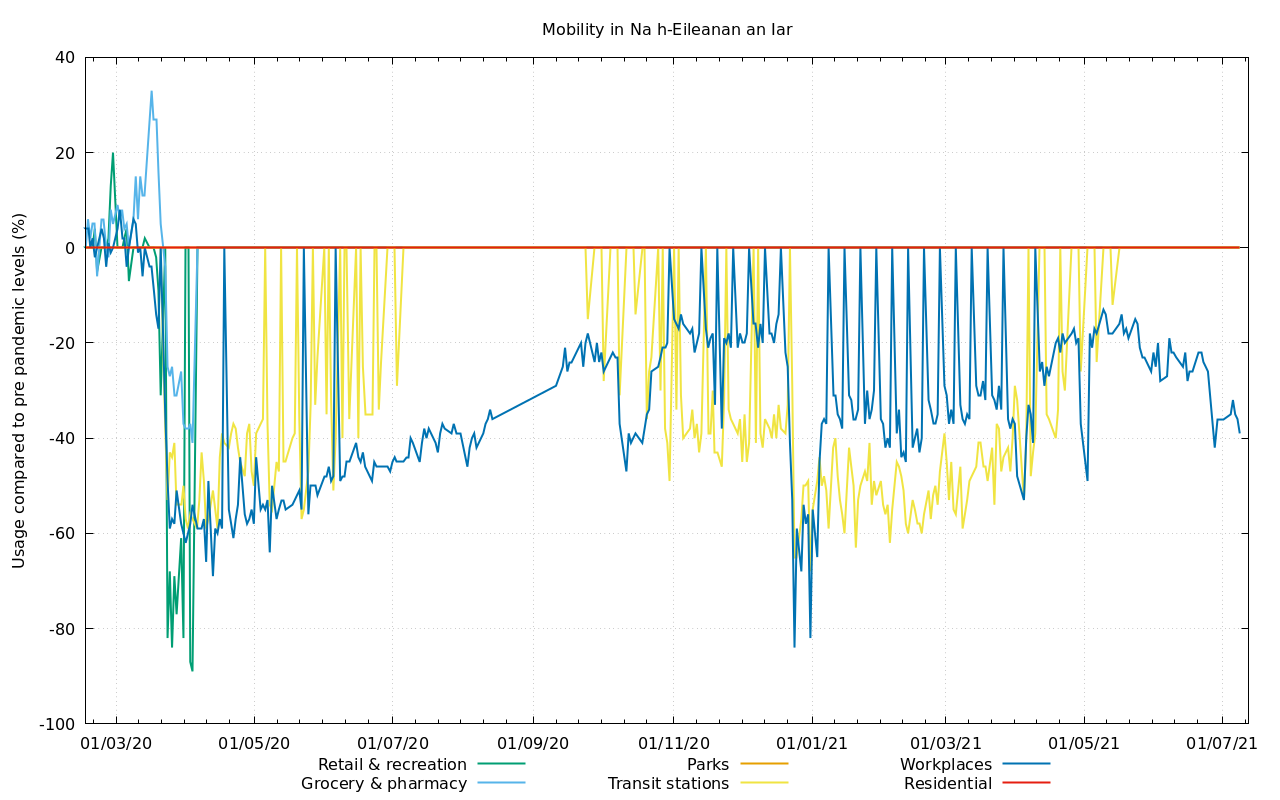 Mobility in Na h-Eileanan an Iar
Usage compared to pre pandemic levels (%)
40
20
0
-20
-40
-60
-80
-100
01/03/20 01/05/20 01/07/20 01/09/20 01/11/20 01/01/21 01/03/21 01/05/21 01/07/21
Retail & recreation Parks Workplaces
Grocery & pharmacy Transit stations Residential